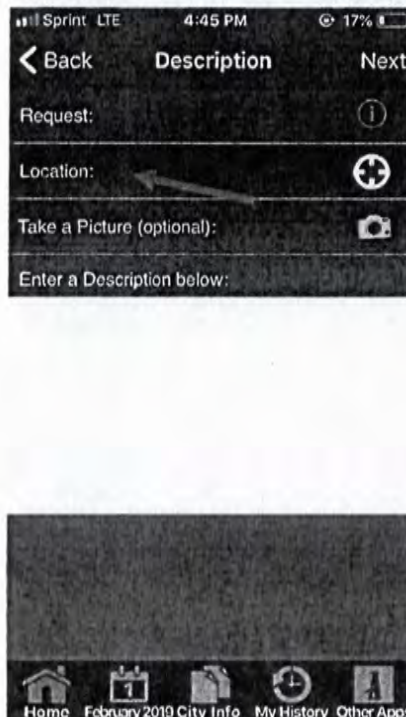 Sprint LTE 4:45 PM 17%
Back Description Next
Request:
Location:
Take a Picture (optional):
Enter a Description below:
1
Home February 2019 City Info My History Other Apps